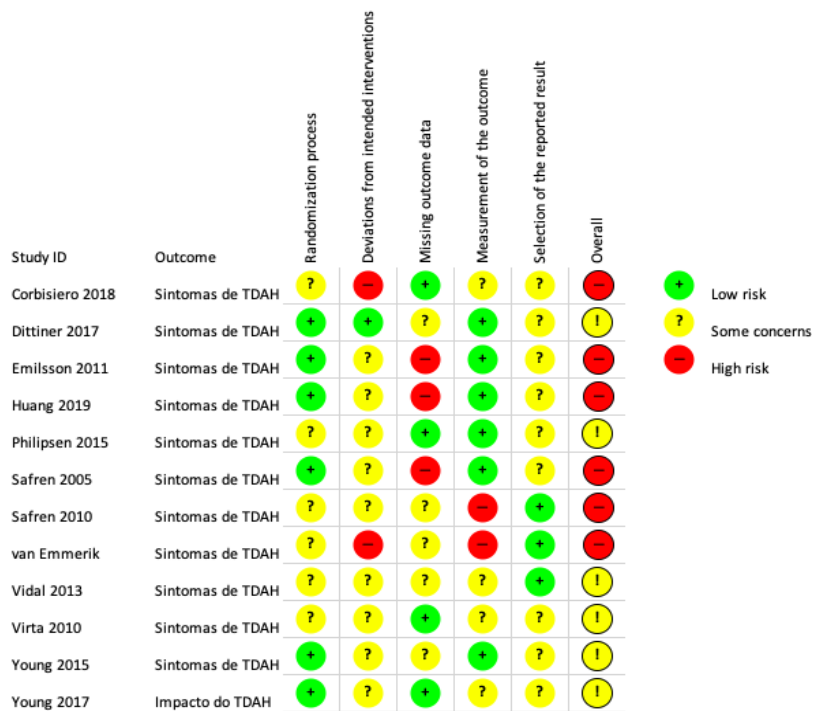 Study ID Outcome Randomization process Deviations from intended interventions Missing outcome data Measurement of the outcome Selection of the reported result Overall
Corbisiero 2018 Sintomas de TDAH ? − + ? ? − + Low risk
Dittiner 2017 Sintomas de TDAH + + ? + ? ! ? Some concerns
Emilsson 2011 Sintomas de TDAH + ? − + ? − − High risk
Huang 2019 Sintomas de TDAH + ? − + ? −
Philipsen 2015 Sintomas de TDAH ? ? + + ? !
Safren 2005 Sintomas de TDAH + ? − + ? −
Safren 2010 Sintomas de TDAH ? ? ? − + −
van Emmerik Sintomas de TDAH ? − ? − + −
Vidal 2013 Sintomas de TDAH ? ? ? ? + !
Virta 2010 Sintomas de TDAH ? ? + ? ? !
Young 2015 Sintomas de TDAH + ? ? + ? !
Young 2017 Impacto do TDAH + ? + ? ? !